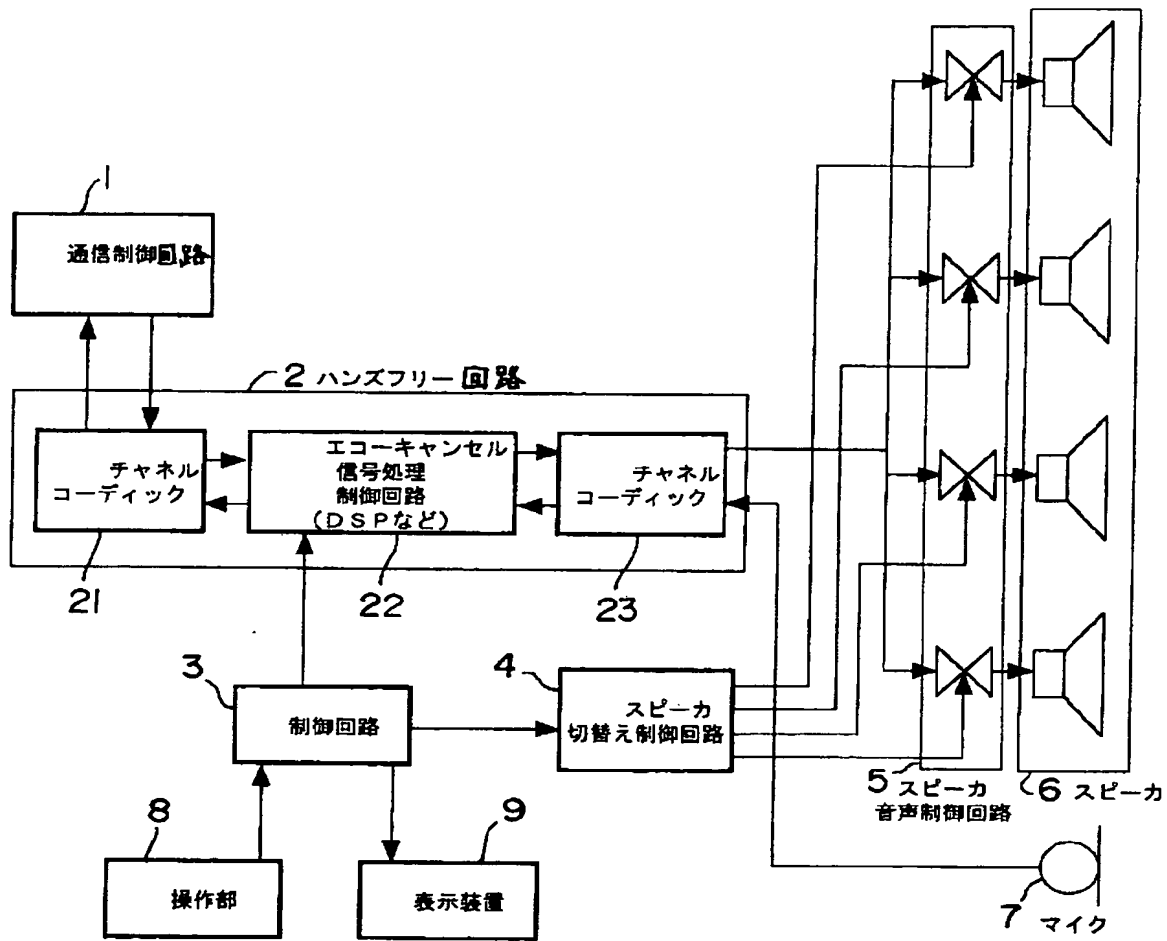 1
通信制御回路
2 ハンズフリー回路
チャネル
コーディック
21
エコーキャンセル
信号処理
制御回路
(DSPなど)
22
チャネル
コーディック
23
3
制御回路
4
スピーカ
切替え制御回路
5 スピーカ
音声制御回路
6 スピーカ
7 マイク
8
操作部
9
表示装置